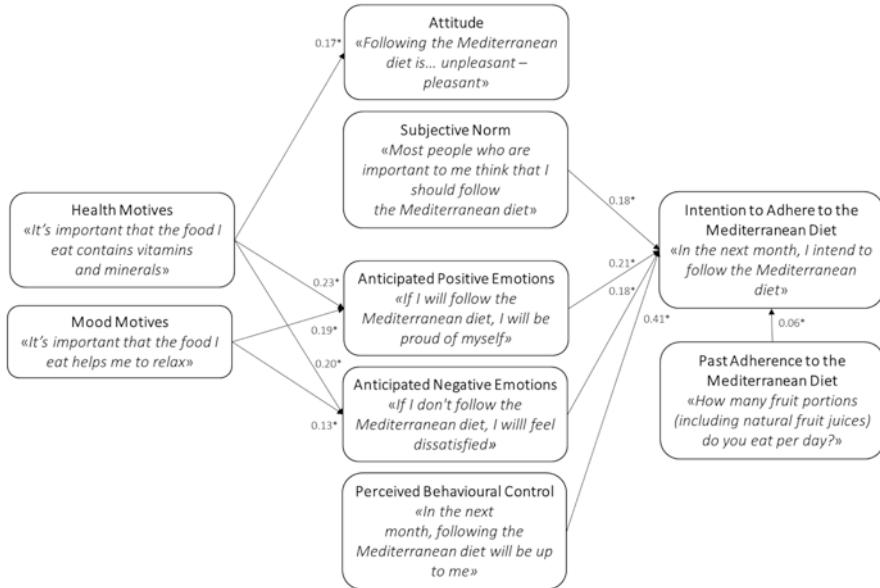 Attitude
«Following the Mediterranean
diet is... unpleasant –
pleasant»
0.17*
Subjective Norm
«Most people who are
important to me think that I
should follow
the Mediterranean diet»
Health Motives
«It's important that the food I
eat contains vitamins
and minerals»
Mood Motives
«It's important that the food I
eat helps me to relax»
0.23*
0.19*
0.20*
0.13*
Anticipated Positive Emotions
«If I will follow the
Mediterranean diet, I will be
proud of myself»
Anticipated Negative Emotions
«If I don't follow the
Mediterranean diet, I willl feel
dissatisfied»
Perceived Behavioural Control
«In the next
month, following the
Mediterranean diet will be up
to me»
0.18*
0.21*
0.18*
0.41*
Intention to Adhere to the
Mediterranean Diet
«In the next month, I intend to
follow the Mediterranean
diet»
0.06*
Past Adherence to the
Mediterranean Diet
«How many fruit portions
(including natural fruit juices)
do you eat per day?»